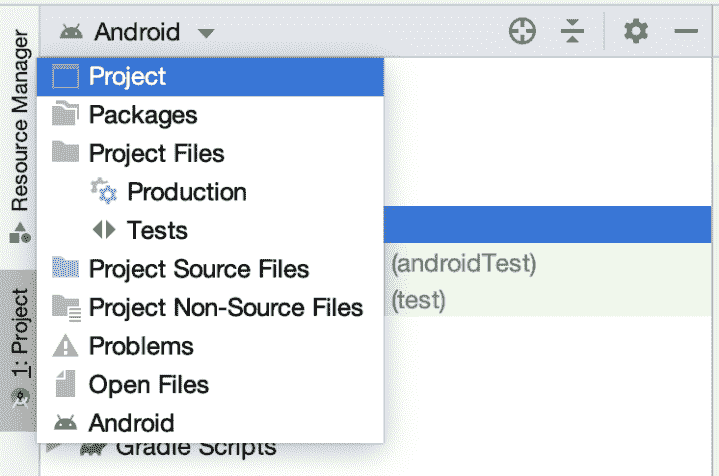 Android
Resource Manager
Project
Packages
Project Files
Production
Tests
Project Source Files
(androidTest)
Project Non-Source Files
(test)
1: Project
Problems
Open Files
Android
Gradle Scripts